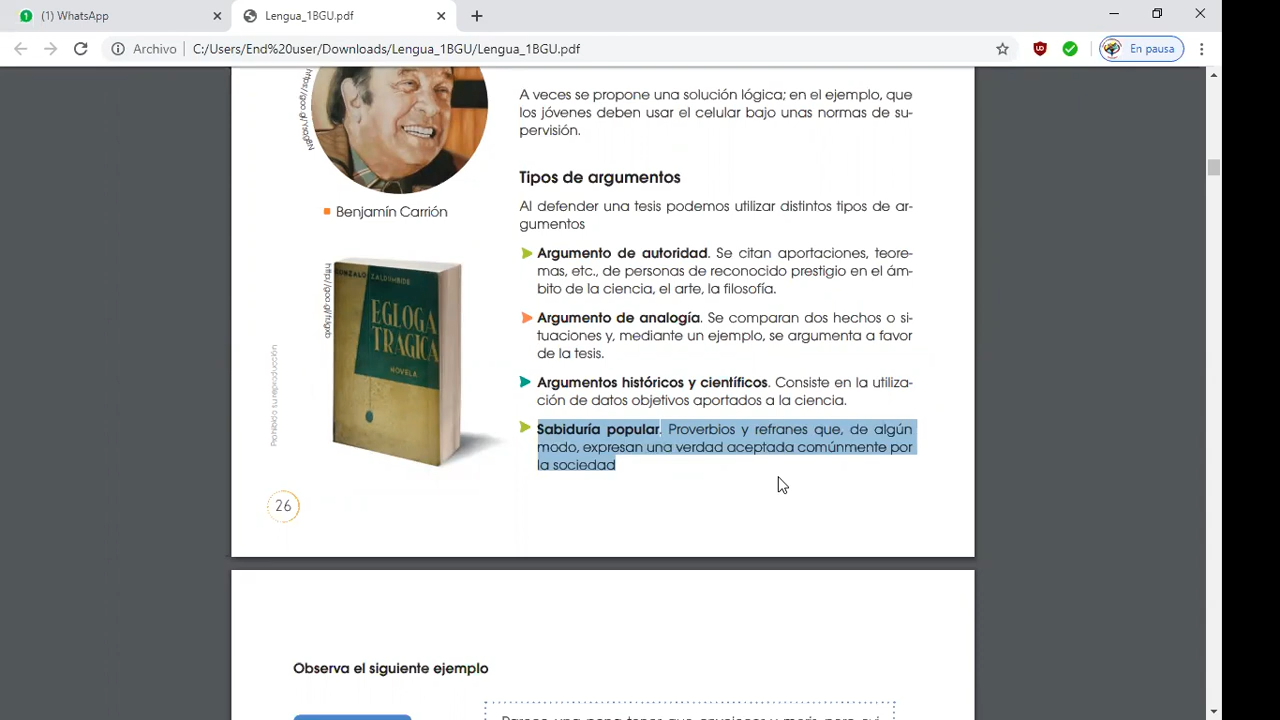 (1) WhatsApp
Lengua_1BGU.pdf
Archivo
C:/Users/End%20user/Downloads/Lengua_1BGU/Lengua_1BGU.pdf
En pausa
A veces se propone una solución lógica; en el ejemplo, que
los jóvenes deben usar el celular bajo unas normas de su-
pervisión.
Benjamín Carrión
Tipos de argumentos
Al defender una tesis podemos utilizar distintos tipos de ar-
gumentos
Argumento de autoridad. Se citan aportaciones, teore-
mas, etc., de personas de reconocido prestigio en el ám-
bito de la ciencia, el arte, la filosofía.
Argumento de analogía. Se comparan dos hechos o si-
tuaciones y, mediante un ejemplo, se argumenta a favor
de la tesis.
Argumentos históricos y científicos. Consiste en la utiliza-
ción de datos objetivos aportados a la ciencia.
Sabiduría popular. Proverbios y refranes que, de algún
modo, expresan una verdad aceptada comúnmente por
la sociedad
GONZALO ZALDUMBIDE
EGLOGA
TRAGICA
NOVELA
Prohibida su reproducción
26
Observa el siguiente ejemplo